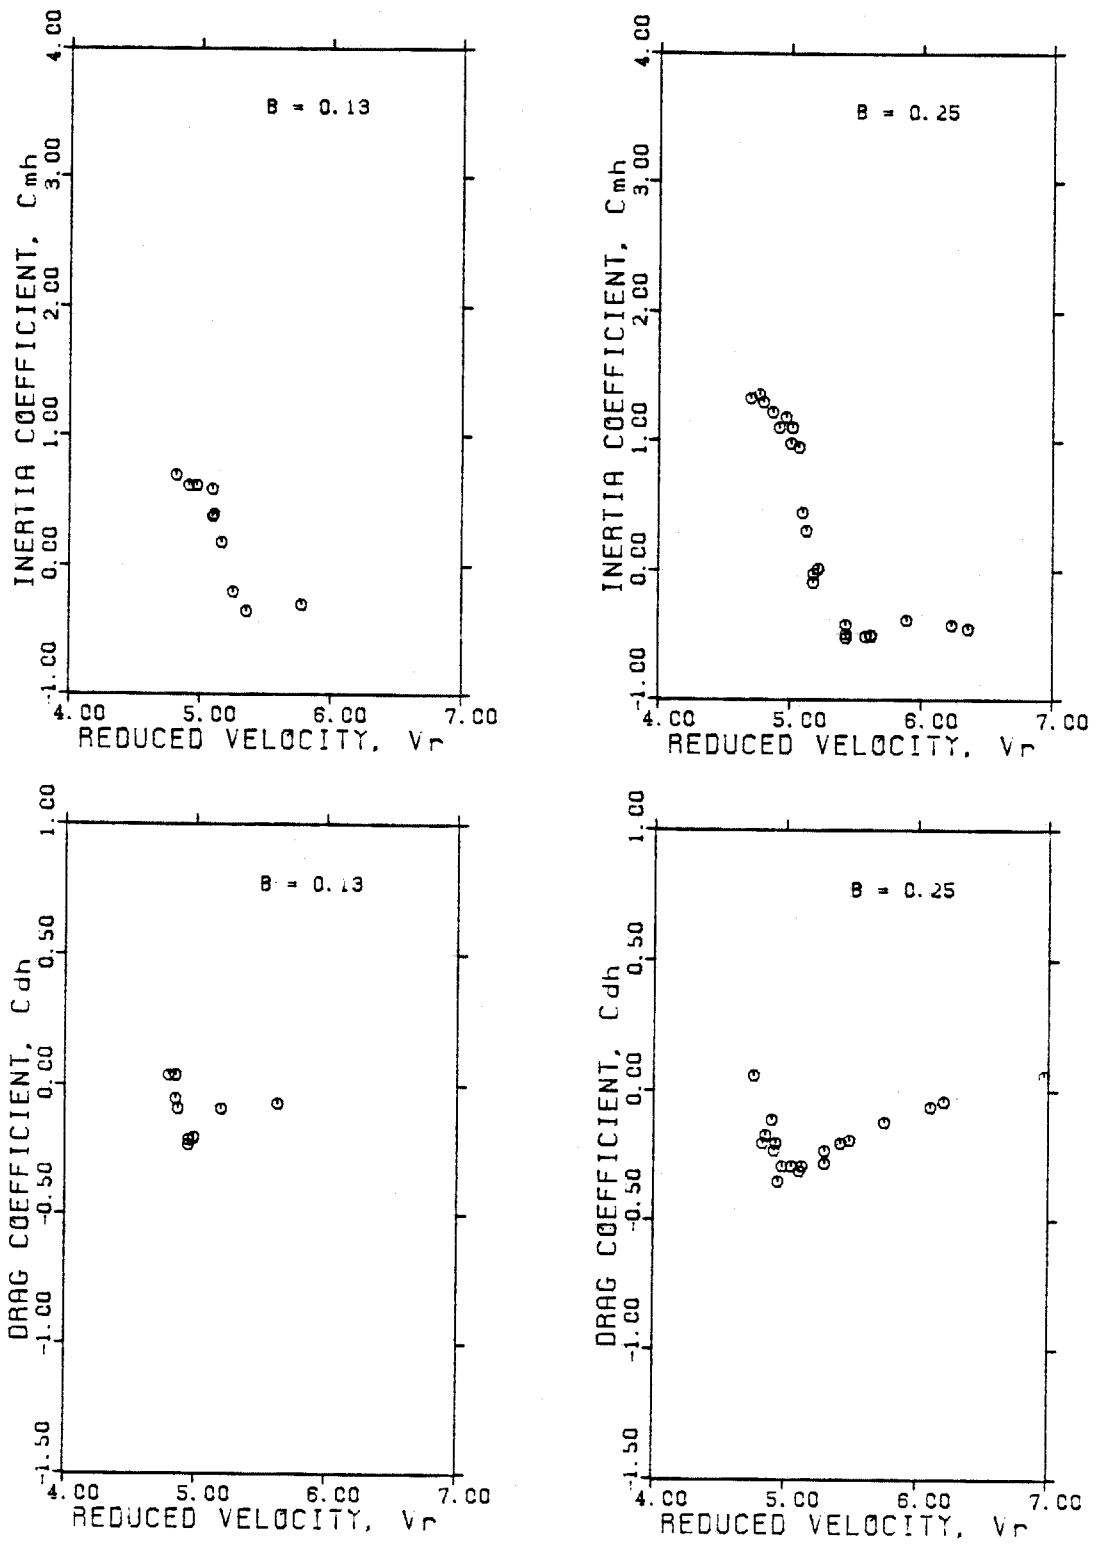 B = 0.13
INERTIA COEFFICIENT, Cmh
4.00
3.00
2.00
1.00
0.00
-1.00
4.00 5.00 6.00 7.00
REDUCED VELOCITY, Vr
B = 0.25
INERTIA COEFFICIENT, Cmh
4.00
3.00
2.00
1.00
0.00
-1.00
4.00 5.00 6.00 7.00
REDUCED VELOCITY, Vr
B = 0.13
DRAG COEFFICIENT, Cdh
1.00
0.50
0.00
-0.50
-1.00
-1.50
4.00 5.00 6.00 7.00
REDUCED VELOCITY, Vr
B = 0.25
DRAG COEFFICIENT, Cdh
1.00
0.50
0.00
-0.50
-1.00
-1.50
4.00 5.00 6.00 7.00
REDUCED VELOCITY, Vr